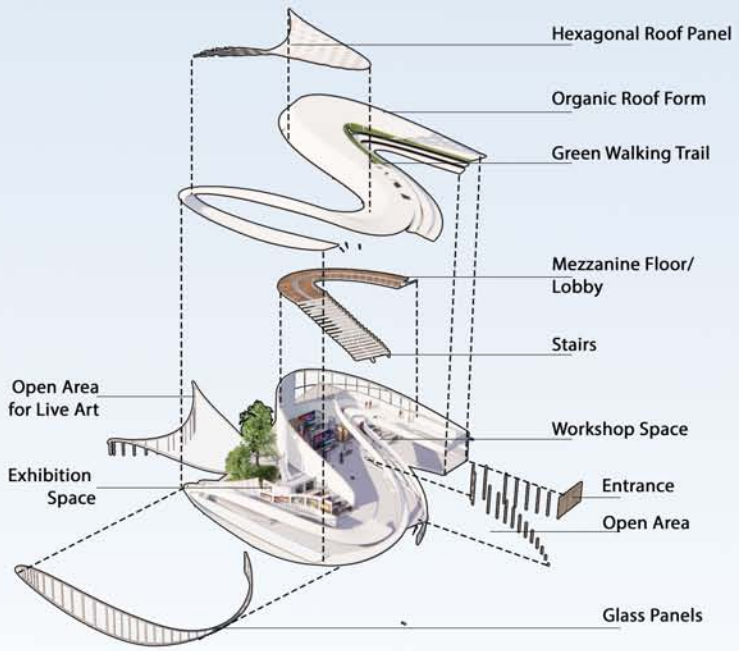 Hexagonal Roof Panel
Organic Roof Form
Green Walking Trail
Mezzanine Floor/
Lobby
Stairs
Open Area
for Live Art
Workshop Space
Exhibition
Space
Entrance
Open Area
Glass Panels